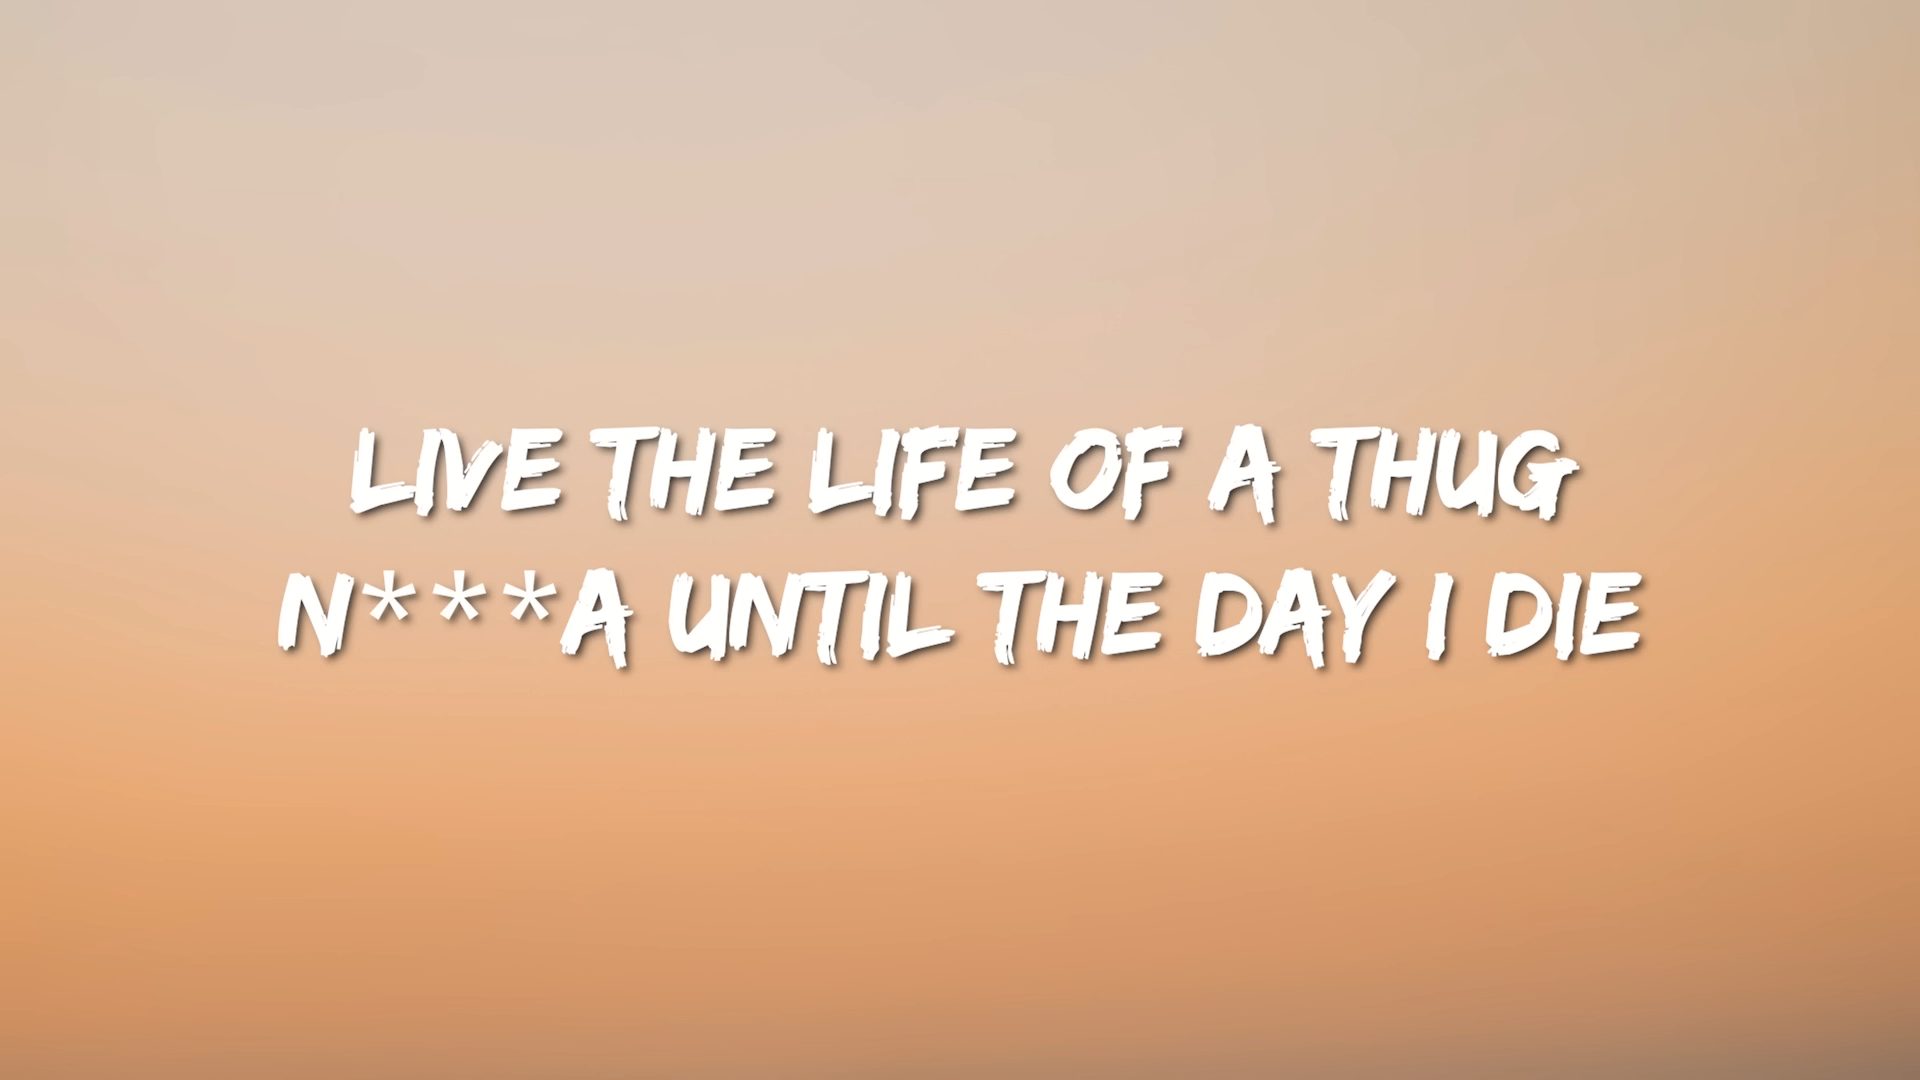 LIVE THE LIFE OF A THUG
N***A UNTIL THE DAY I DIE